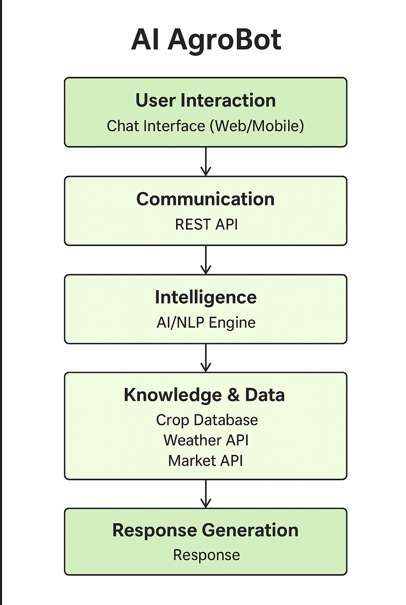 AI AgroBot
User Interaction
Chat Interface (Web/Mobile)
Communication
REST API
Intelligence
AI/NLP Engine
Knowledge & Data
Crop Database
Weather API
Market API
Response Generation
Response